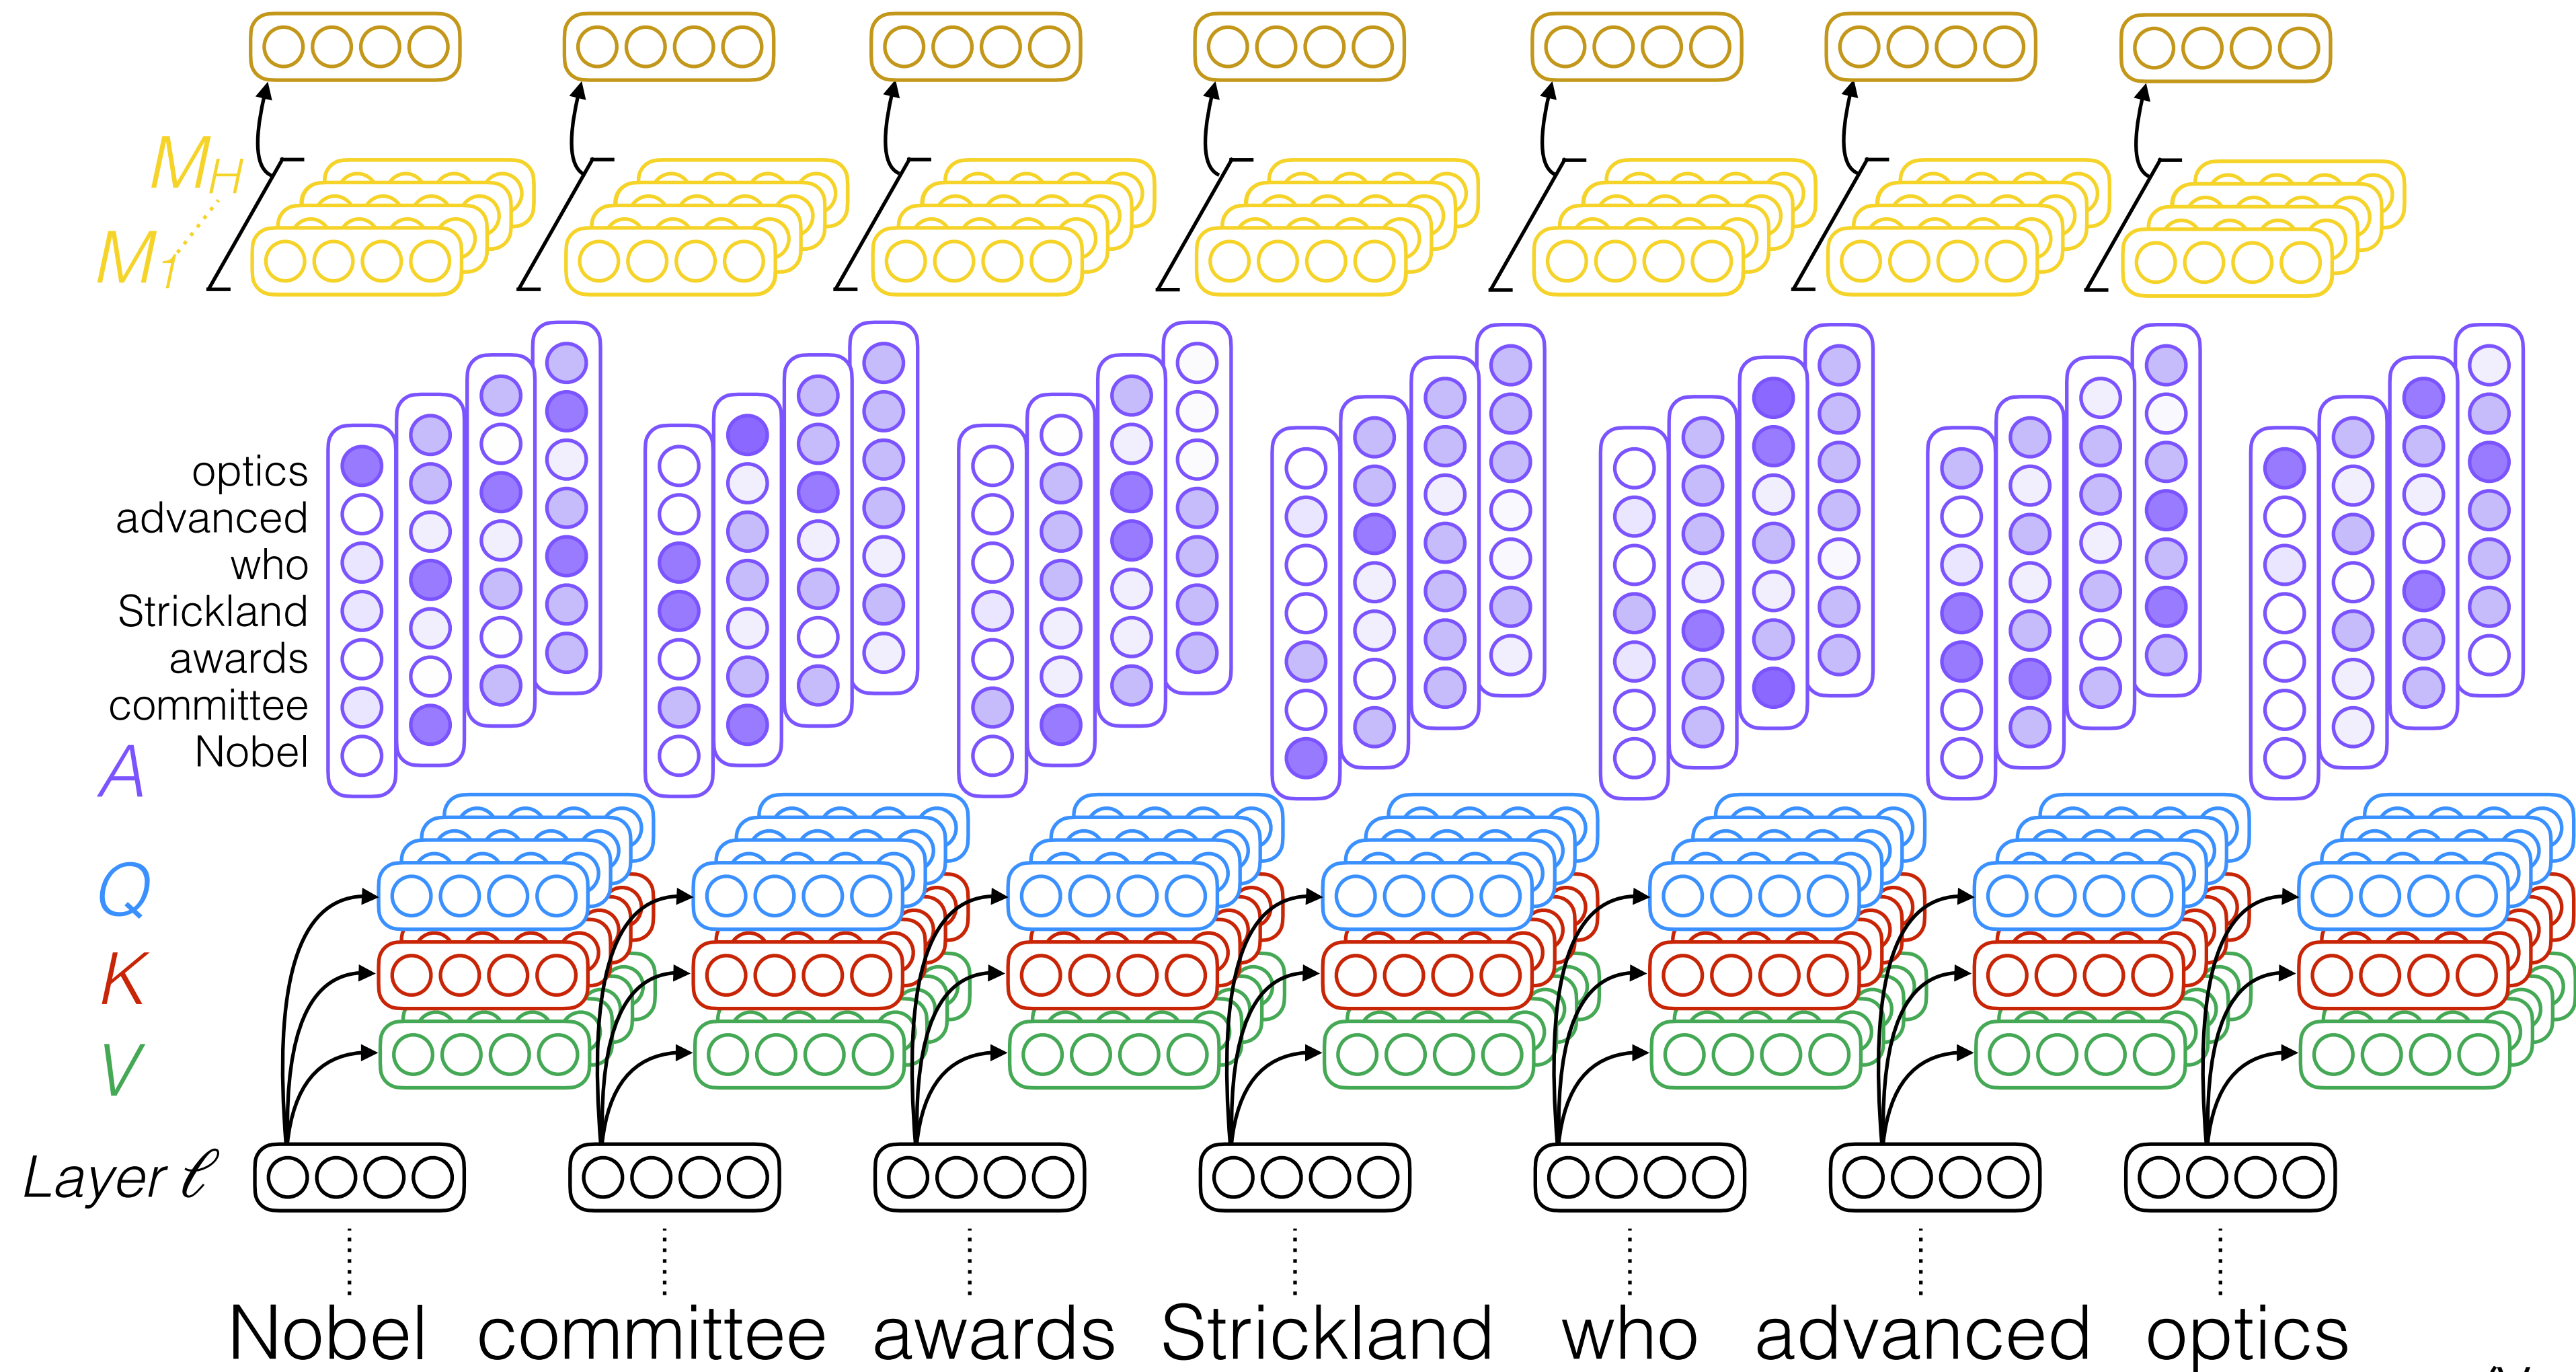 M_H
M_1
optics
advanced
who
Strickland
awards
committee
Nobel
A
Q
K
V
Layer ℓ
Nobel committee awards Strickland who advanced optics